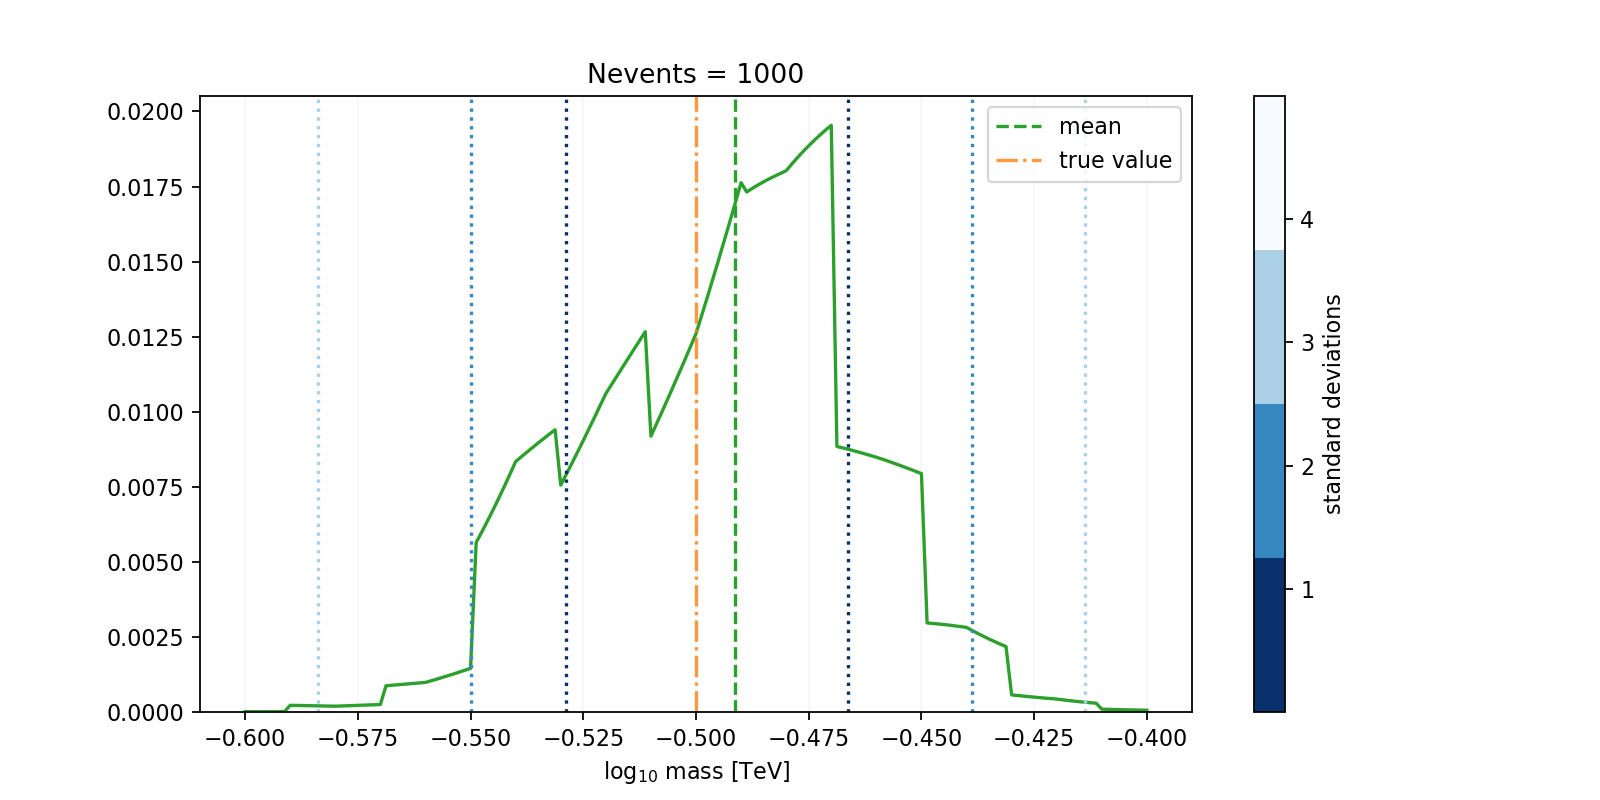 Nevents = 1000
0.0200
0.0175
0.0150
0.0125
0.0100
0.0075
0.0050
0.0025
0.0000
−0.600 −0.575 −0.550 −0.525 −0.500 −0.475 −0.450 −0.425 −0.400
log₁₀ mass [TeV]
mean
true value
4
3
2
1
standard deviations